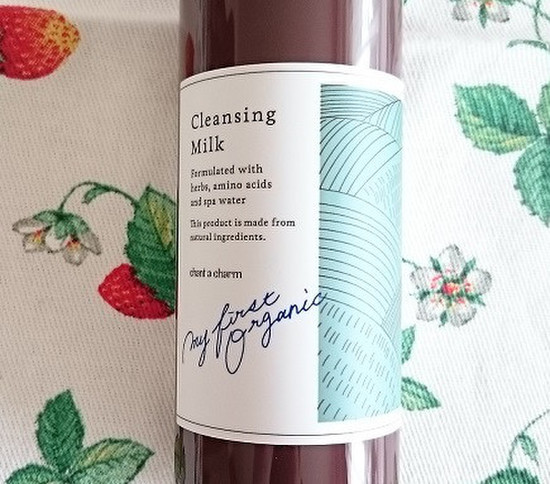 Cleansing
Milk
Formulated with
herbs, amino acids
and spa water
This product is made from
natural ingredients.
chant a charm
my first
Organic